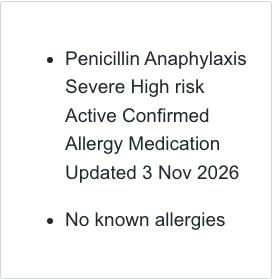 Penicillin Anaphylaxis
Severe High risk
Active Confirmed
Allergy Medication
Updated 3 Nov 2026
No known allergies